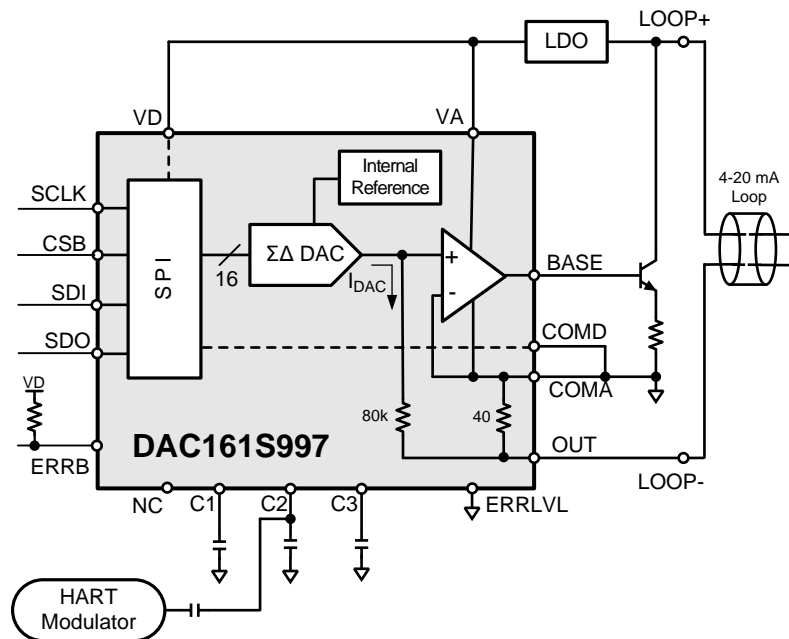 LOOP+
LDO
VD
VA
Internal
Reference
4-20 mA
Loop
SCLK
CSB
SDI
SDO
SPI
16
ΣΔ DAC
IDAC
+
-
BASE
COMD
COMA
VD
80k
40
DAC161S997
ERRB
OUT
LOOP-
NC
C1
C2
C3
ERRLVL
HART
Modulator